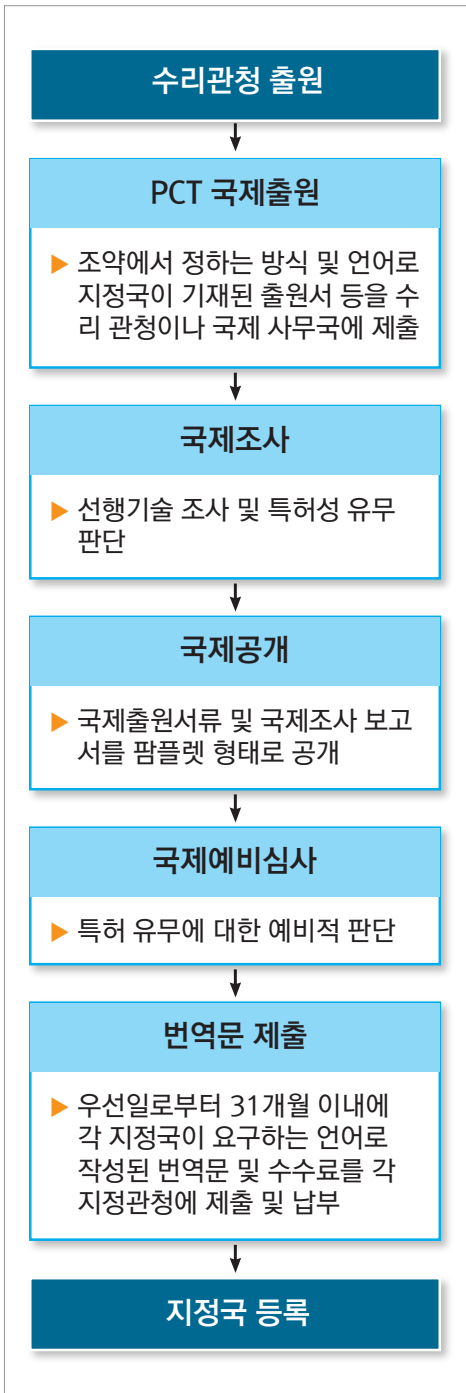 수리관청 출원
PCT 국제출원
▶ 조약에서 정하는 방식 및 언어로
지정국이 기재된 출원서 등을 수
리 관청이나 국제 사무국에 제출
국제조사
▶ 선행기술 조사 및 특허성 유무
판단
국제공개
▶ 국제출원서류 및 국제조사 보고
서를 팜플렛 형태로 공개
국제예비심사
▶ 특허 유무에 대한 예비적 판단
번역문 제출
▶ 우선일로부터 31개월 이내에
각 지정국이 요구하는 언어로
작성된 번역문 및 수수료를 각
지정관청에 제출 및 납부
지정국 등록